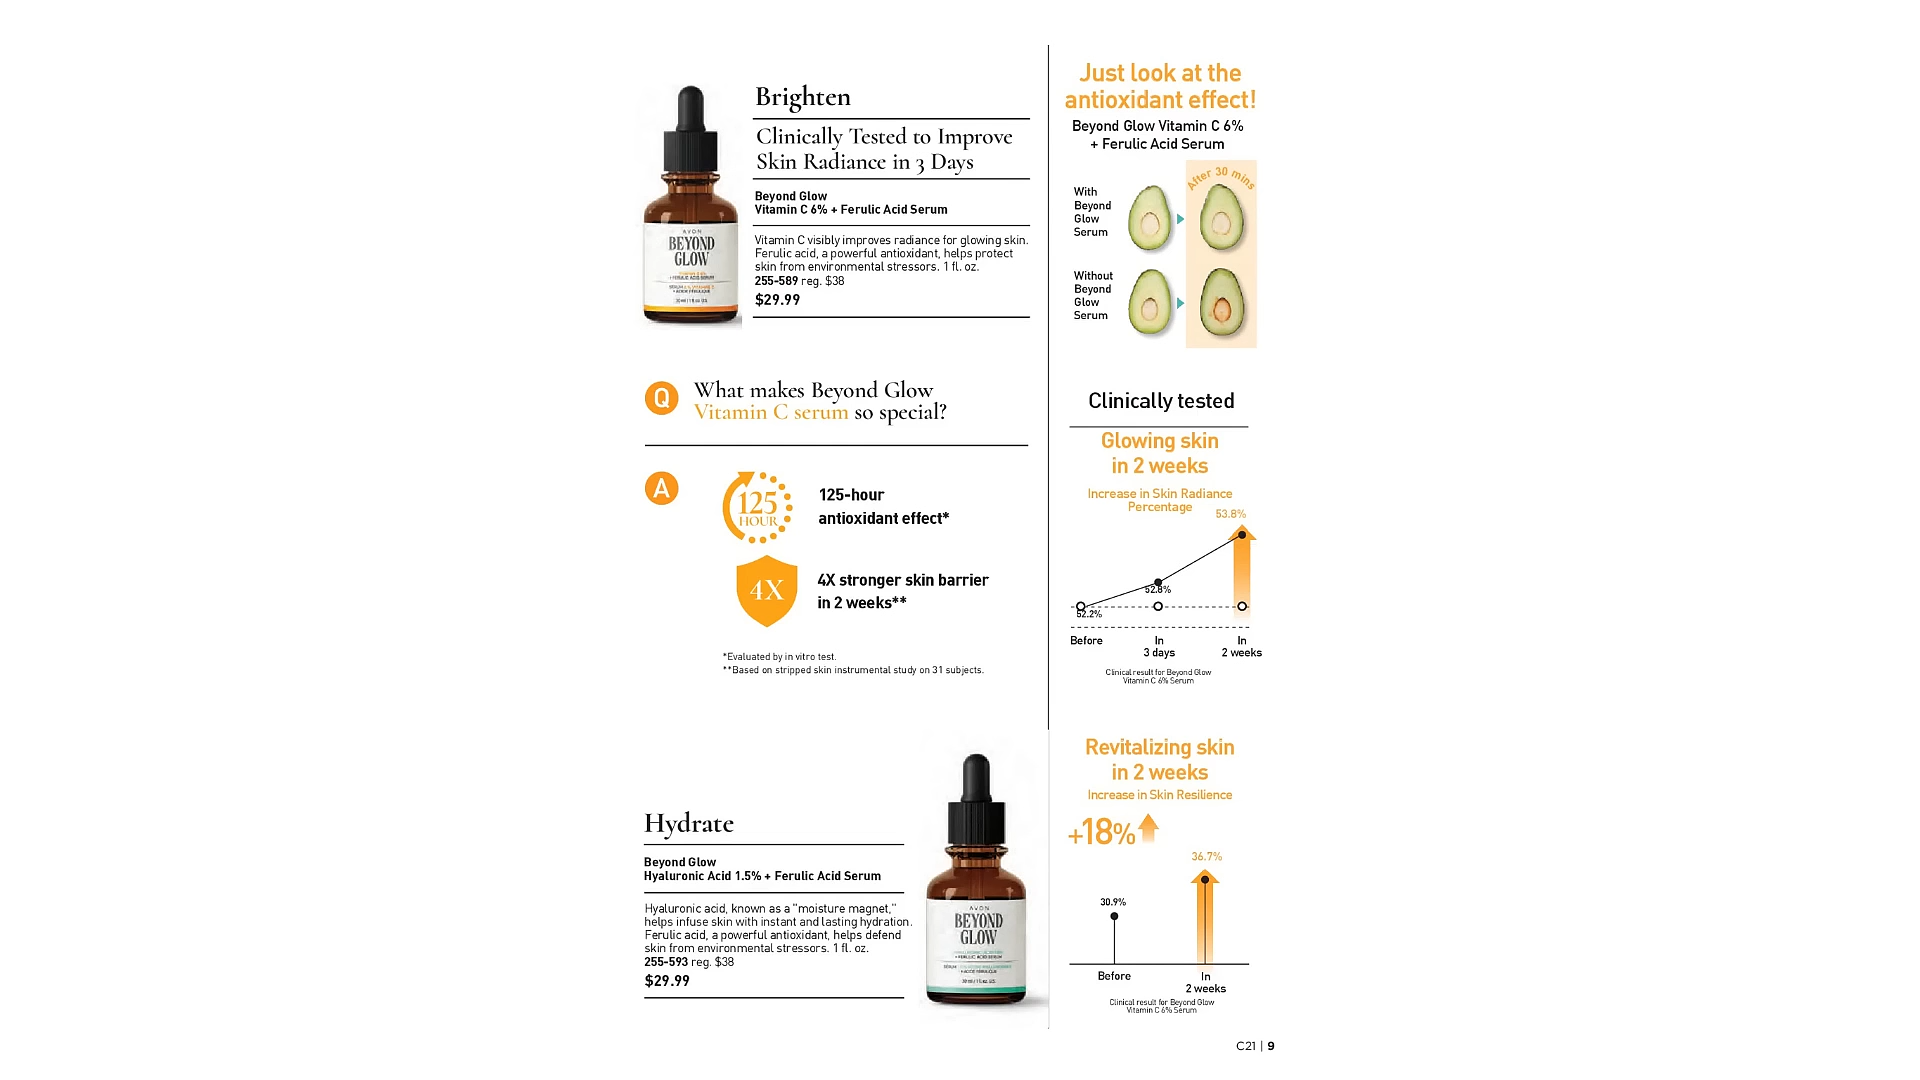 Brighten
Clinically Tested to Improve
Skin Radiance in 3 Days
Beyond Glow
Vitamin C 6% + Ferulic Acid Serum
Vitamin C visibly improves radiance for glowing skin.
Ferulic acid, a powerful antioxidant, helps protect
skin from environmental stressors. 1 fl. oz.
255-589 reg. $38
$29.99
AVON
BEYOND
GLOW
+ FERULIC ACID SERUM
Q
What makes Beyond Glow
Vitamin C serum so special?
A
125
HOUR
125-hour
antioxidant effect*
4X
4X stronger skin barrier
in 2 weeks**
*Evaluated by in vitro test.
**Based on stripped skin instrumental study on 31 subjects.
Hydrate
Beyond Glow
Hyaluronic Acid 1.5% + Ferulic Acid Serum
Hyaluronic acid, known as a "moisture magnet,"
helps infuse skin with instant and lasting hydration.
Ferulic acid, a powerful antioxidant, helps defend
skin from environmental stressors. 1 fl. oz.
255-593 reg. $38
$29.99
AVON
BEYOND
GLOW
+ FERULIC ACID SERUM
Just look at the
antioxidant effect!
Beyond Glow Vitamin C 6%
+ Ferulic Acid Serum
After 30 mins
With
Beyond
Glow
Serum
Without
Beyond
Glow
Serum
Clinically tested
Glowing skin
in 2 weeks
Increase in Skin Radiance
Percentage
53.8%
52.8%
52.2%
Before
In
3 days
In
2 weeks
Clinical result for Beyond Glow
Vitamin C 6% Serum
Revitalizing skin
in 2 weeks
Increase in Skin Resilience
+18%
36.7%
30.9%
Before
In
2 weeks
Clinical result for Beyond Glow
Vitamin C 6% Serum
C21 | 9